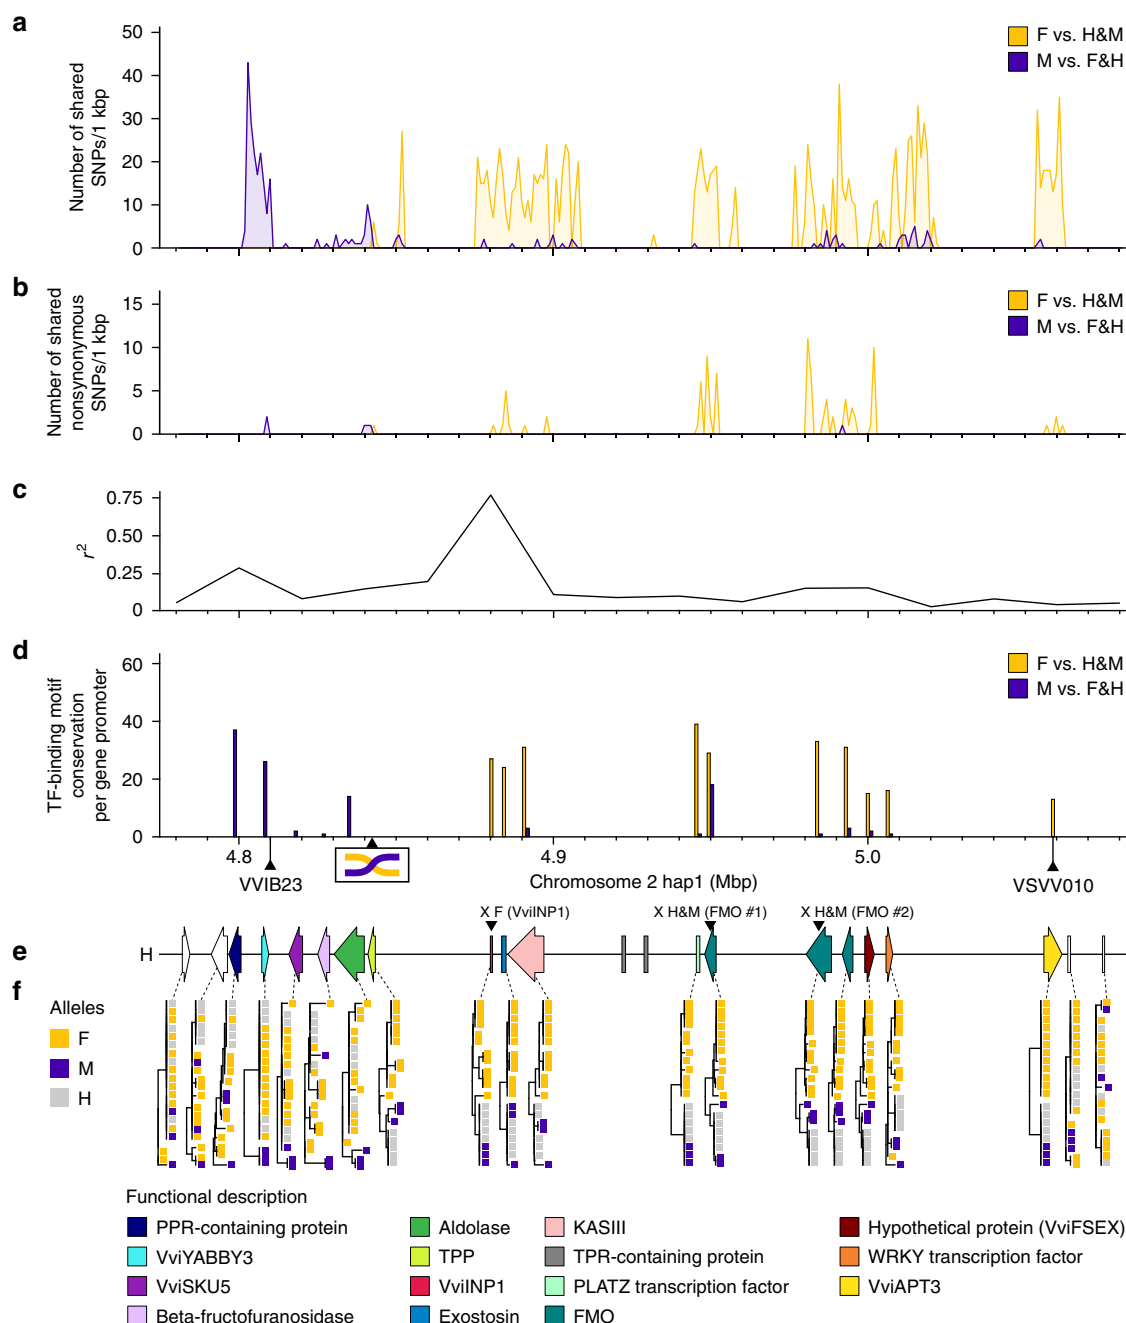 a
Number of shared
SNPs/1 kbp
50
40
30
20
10
0
F vs. H&M
M vs. F&H
b
Number of shared
nonsynonymous
SNPs/1 kbp
15
10
5
0
F vs. H&M
M vs. F&H
c
r2
0.75
0.50
0.25
0
d
TF-binding motif
conservation
per gene promoter
60
40
20
0
F vs. H&M
M vs. F&H
4.8
4.9
5.0
VVIB23
Chromosome 2 hap1 (Mbp)
VSVV010
X F (VviINP1)
X H&M (FMO #1)
X H&M (FMO #2)
e
H
f
Alleles
F
M
H
Functional description
PPR-containing protein
VviYABBY3
VviSKU5
Beta-fructofuranosidase
Aldolase
TPP
VviINP1
Exostosin
KASIII
TPR-containing protein
PLATZ transcription factor
FMO
Hypothetical protein (VviFSEX)
WRKY transcription factor
VviAPT3